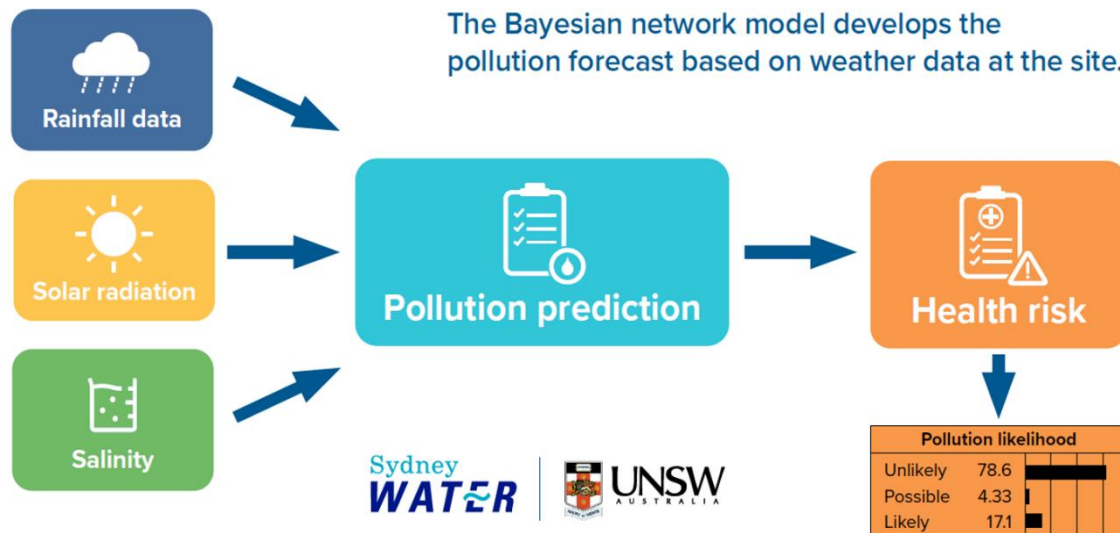 The Bayesian network model develops the
pollution forecast based on weather data at the site.
Rainfall data
Solar radiation
Salinity
Pollution prediction
Health risk
Pollution likelihood
Unlikely 78.6
Possible 4.33
Likely 17.1
Sydney
WATER
UNSW
AUSTRALIA